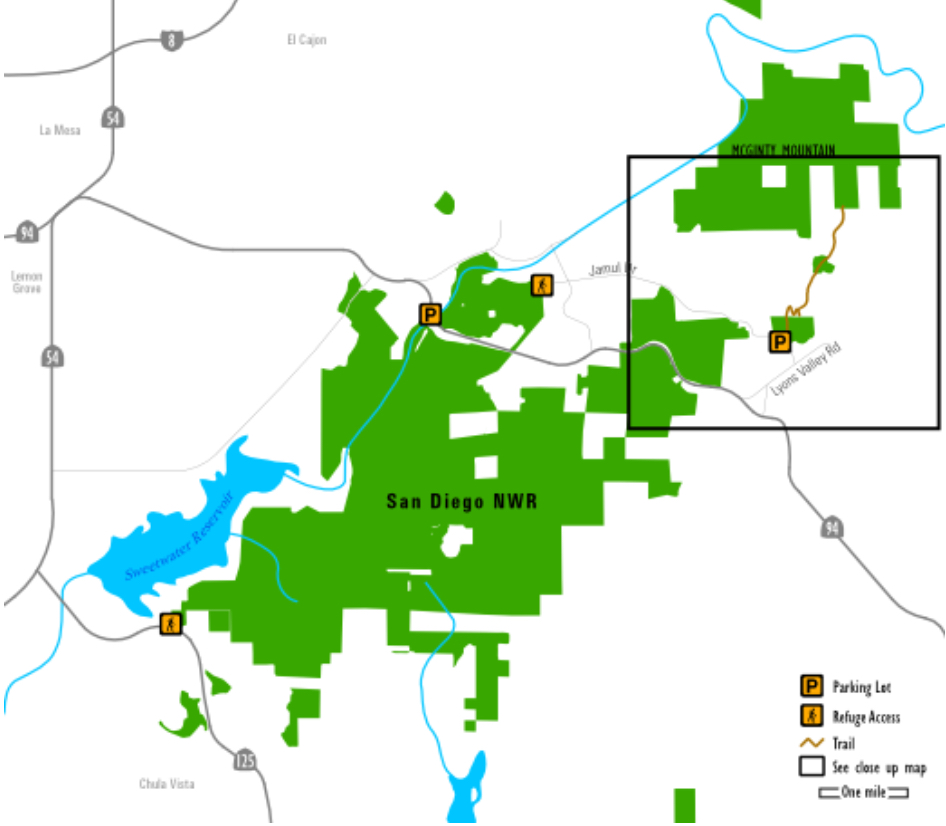 8
El Cajon
54
La Mesa
MCGINTY MOUNTAIN
94
Lemon
Grove
Jamul Dr
P
P
54
Lyons Valley Rd
San Diego NWR
Sweetwater Reservoir
94
P Parking Lot
Refuge Access
Trail
See close up map
One mile
125
Chula Vista